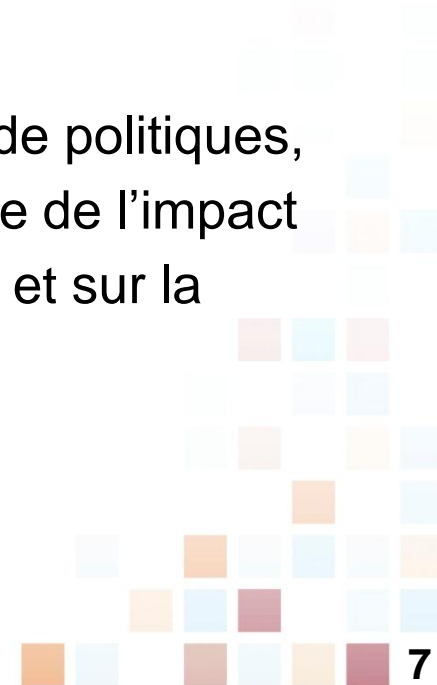 de politiques,
e de l’impact
et sur la
7